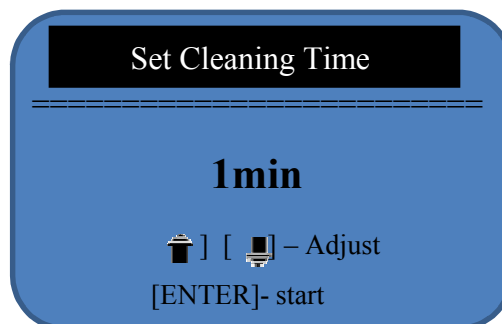 Set Cleaning Time
==========================
1min
] [ ] – Adjust
[ENTER]- start